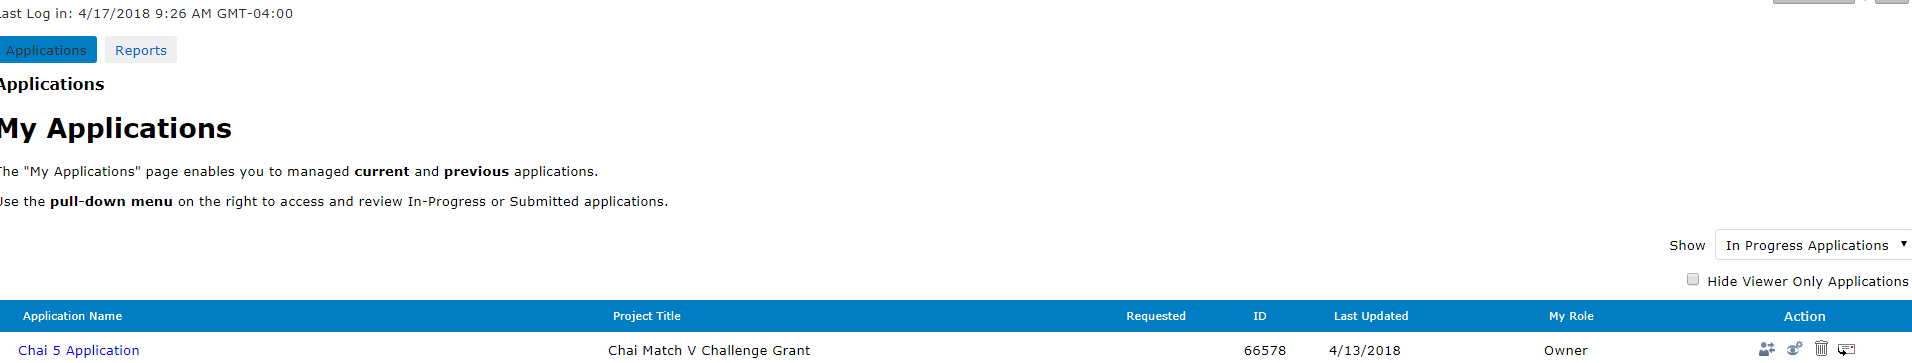 Last Log in: 4/17/2018 9:26 AM GMT-04:00
Applications Reports
Applications
My Applications
The "My Applications" page enables you to managed current and previous applications.
Use the pull-down menu on the right to access and review In-Progress or Submitted applications.
Show In Progress Applications
Hide Viewer Only Applications
Application Name Project Title Requested ID Last Updated My Role Action
Chai 5 Application Chai Match V Challenge Grant 66578 4/13/2018 Owner